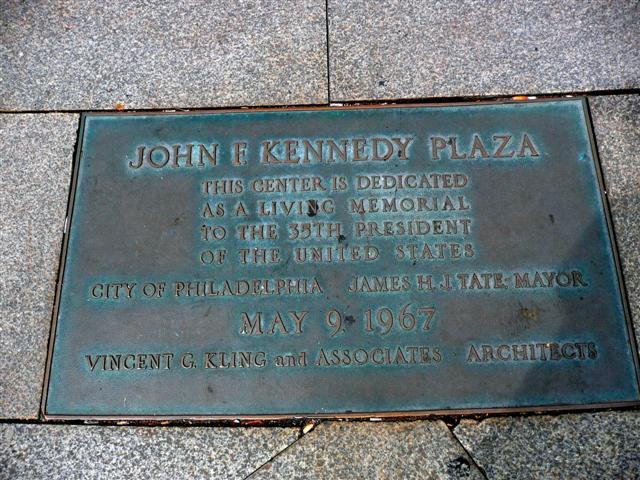 JOHN F. KENNEDY PLAZA
THIS CENTER IS DEDICATED
AS A LIVING MEMORIAL
TO THE 35TH PRESIDENT
OF THE UNITED STATES
CITY OF PHILADELPHIA JAMES H. J. TATE, MAYOR
MAY 9, 1967
VINCENT G. KLING and ASSOCIATES · ARCHITECTS